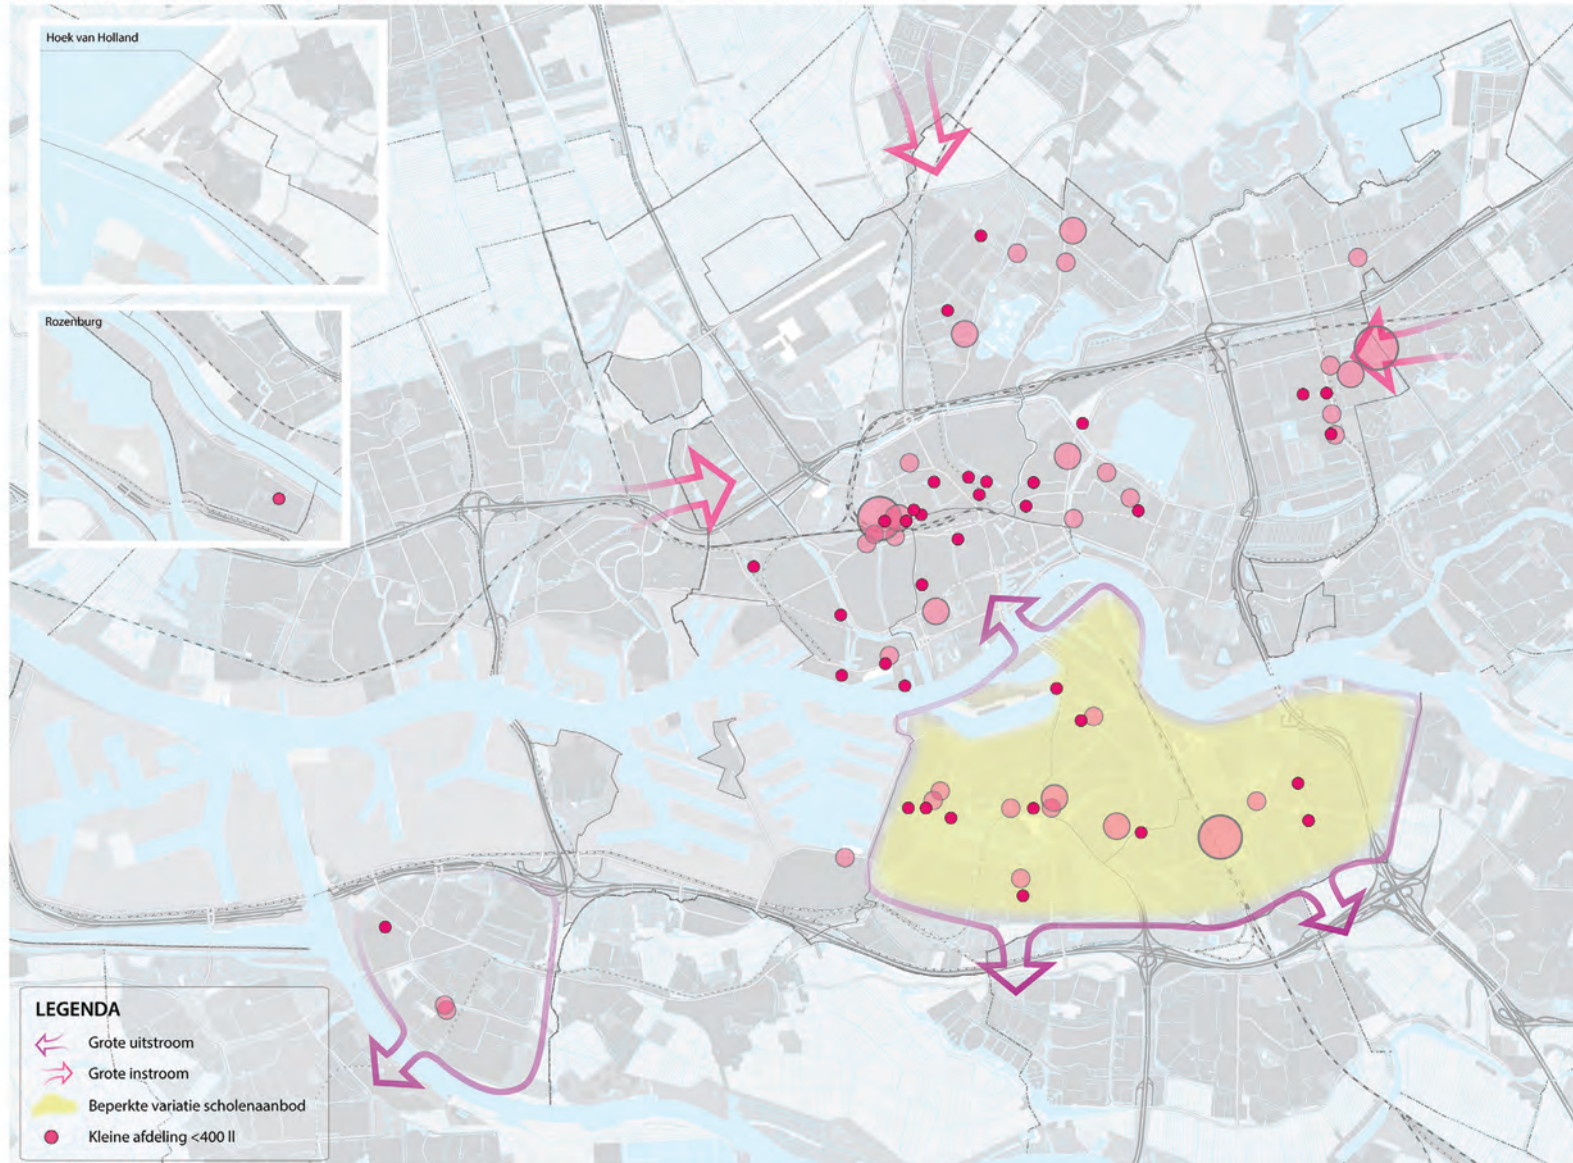 Hoek van Holland
Rozenburg
LEGENDA
Grote uitstroom
Grote instroom
Beperkte variatie scholenaanbod
Kleine afdeling <400 ll